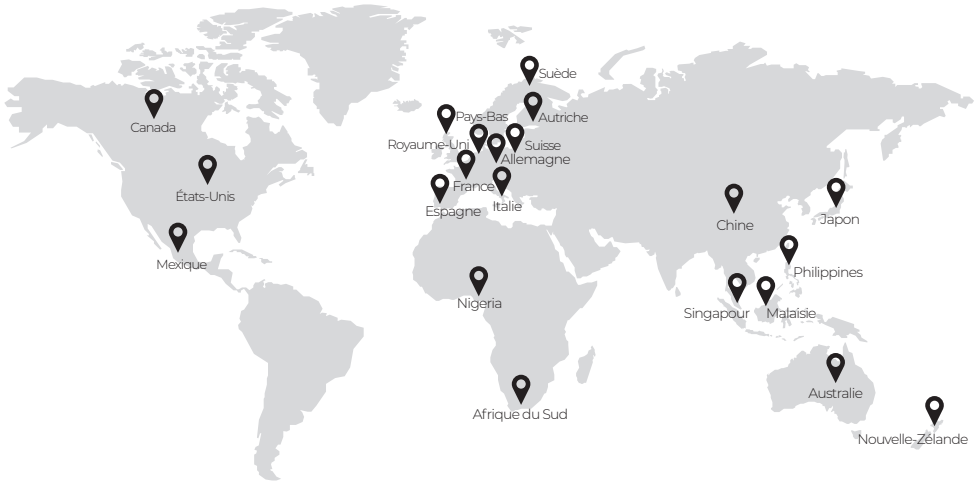 Suède
Pays-Bas
Autriche
Canada
Royaume-Uni
Suisse
Allemagne
France
États-Unis
Italie
Espagne
Japon
Chine
Mexique
Philippines
Nigeria
Singapour
Malaisie
Australie
Afrique du Sud
Nouvelle-Zélande